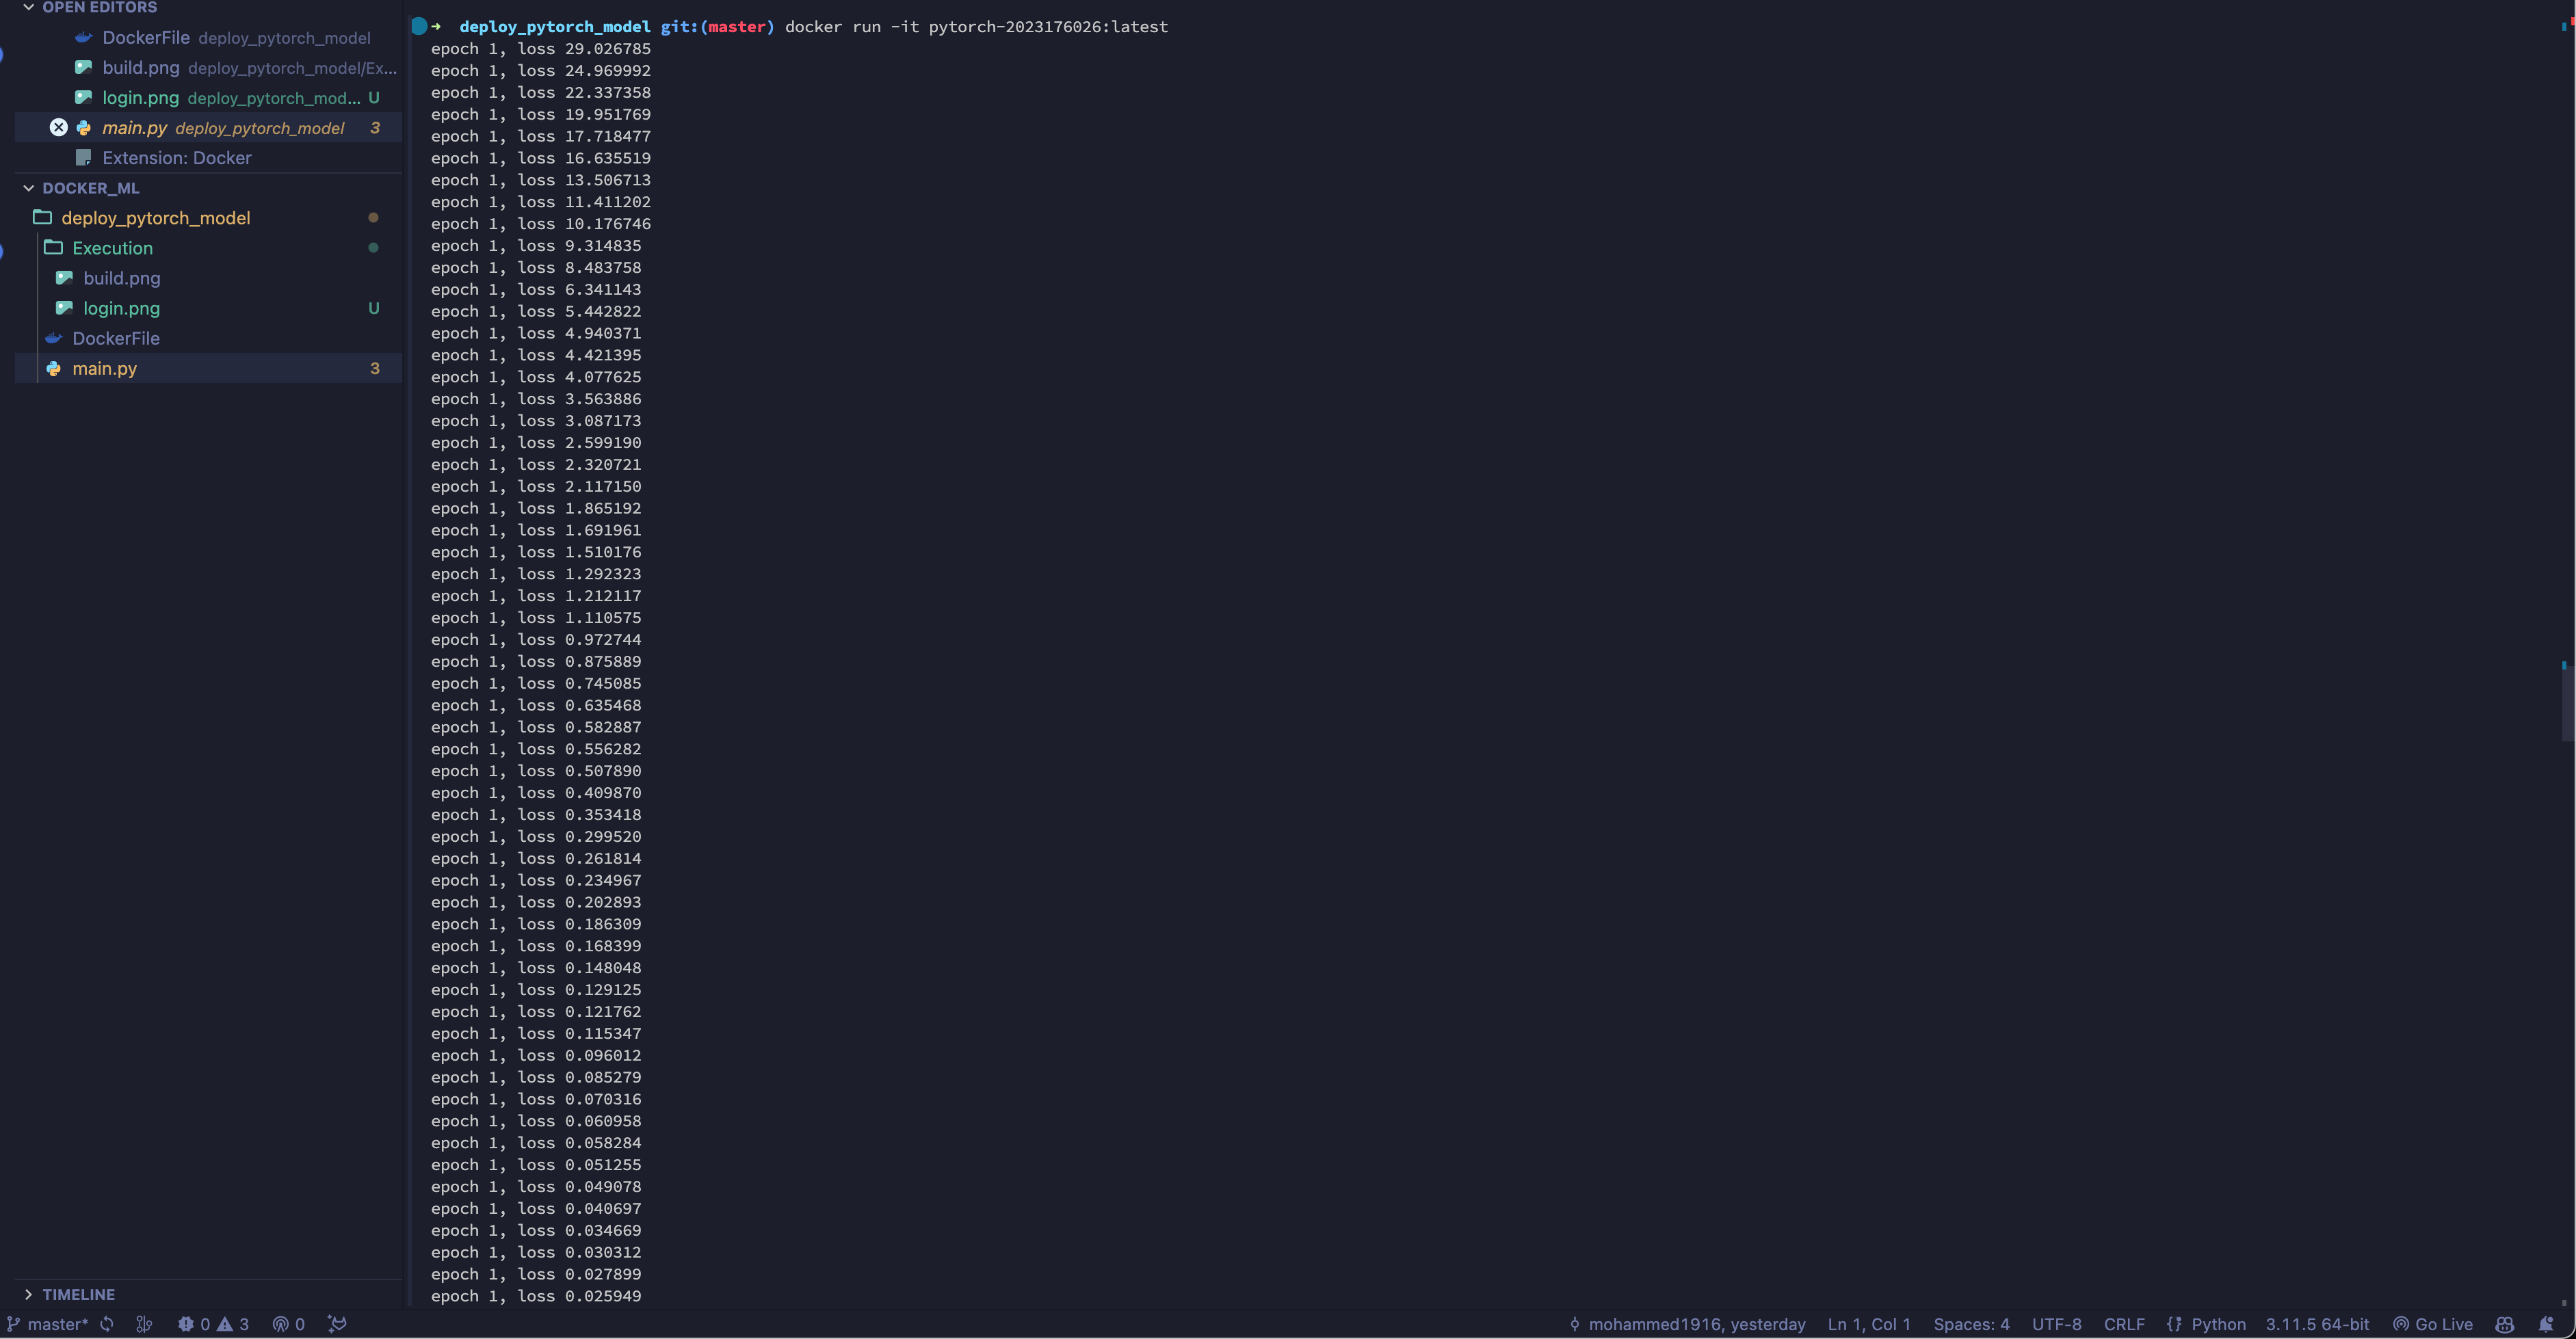 OPEN EDITORS
DockerFile deploy_pytorch_model
build.png deploy_pytorch_model/Ex...
login.png deploy_pytorch_mod... U
main.py deploy_pytorch_model 3
Extension: Docker
DOCKER_ML
deploy_pytorch_model
Execution
build.png
login.png U
DockerFile
main.py 3
TIMELINE
→ deploy_pytorch_model git:(master) docker run -it pytorch-2023176026:latest
epoch 1, loss 29.026785
epoch 1, loss 24.969992
epoch 1, loss 22.337358
epoch 1, loss 19.951769
epoch 1, loss 17.718477
epoch 1, loss 16.635519
epoch 1, loss 13.506713
epoch 1, loss 11.411202
epoch 1, loss 10.176746
epoch 1, loss 9.314835
epoch 1, loss 8.483758
epoch 1, loss 6.341143
epoch 1, loss 5.442822
epoch 1, loss 4.940371
epoch 1, loss 4.421395
epoch 1, loss 4.077625
epoch 1, loss 3.563886
epoch 1, loss 3.087173
epoch 1, loss 2.599190
epoch 1, loss 2.320721
epoch 1, loss 2.117150
epoch 1, loss 1.865192
epoch 1, loss 1.691961
epoch 1, loss 1.510176
epoch 1, loss 1.292323
epoch 1, loss 1.212117
epoch 1, loss 1.110575
epoch 1, loss 0.972744
epoch 1, loss 0.875889
epoch 1, loss 0.745085
epoch 1, loss 0.635468
epoch 1, loss 0.582887
epoch 1, loss 0.556282
epoch 1, loss 0.507890
epoch 1, loss 0.409870
epoch 1, loss 0.353418
epoch 1, loss 0.299520
epoch 1, loss 0.261814
epoch 1, loss 0.234967
epoch 1, loss 0.202893
epoch 1, loss 0.186309
epoch 1, loss 0.168399
epoch 1, loss 0.148048
epoch 1, loss 0.129125
epoch 1, loss 0.121762
epoch 1, loss 0.115347
epoch 1, loss 0.096012
epoch 1, loss 0.085279
epoch 1, loss 0.070316
epoch 1, loss 0.060958
epoch 1, loss 0.058284
epoch 1, loss 0.051255
epoch 1, loss 0.049078
epoch 1, loss 0.040697
epoch 1, loss 0.034669
epoch 1, loss 0.030312
epoch 1, loss 0.027899
epoch 1, loss 0.025949
master* 0 3 0 mohammed1916, yesterday Ln 1, Col 1 Spaces: 4 UTF-8 CRLF Python 3.11.5 64-bit Go Live